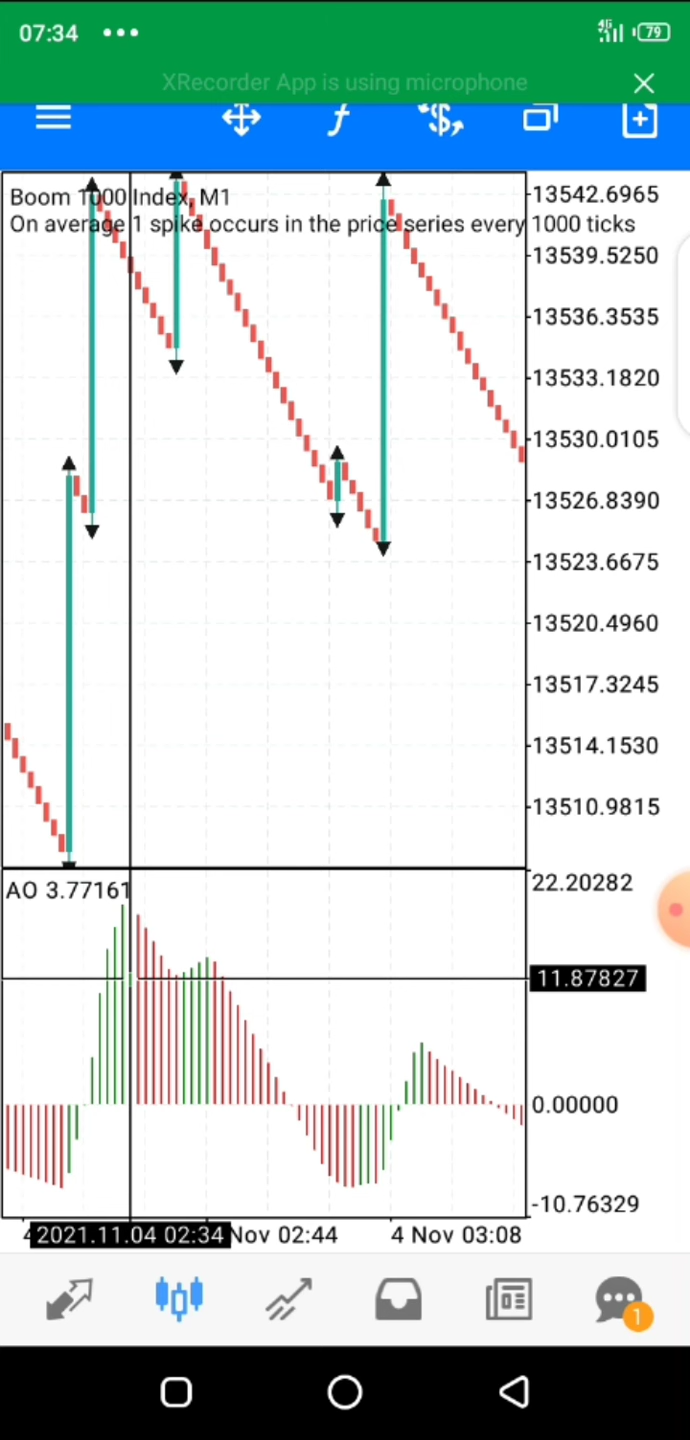 07:34
4G 79
XRecorder App is using microphone
Boom 1000 Index, M1
On average 1 spike occurs in the price series every 1000 ticks
13542.6965
13539.5250
13536.3535
13533.1820
13530.0105
13526.8390
13523.6675
13520.4960
13517.3245
13514.1530
13510.9815
AO 3.77161
22.20282
11.87827
0.00000
-10.76329
4 2021.11.04 02:34 Nov 02:44 4 Nov 03:08
1